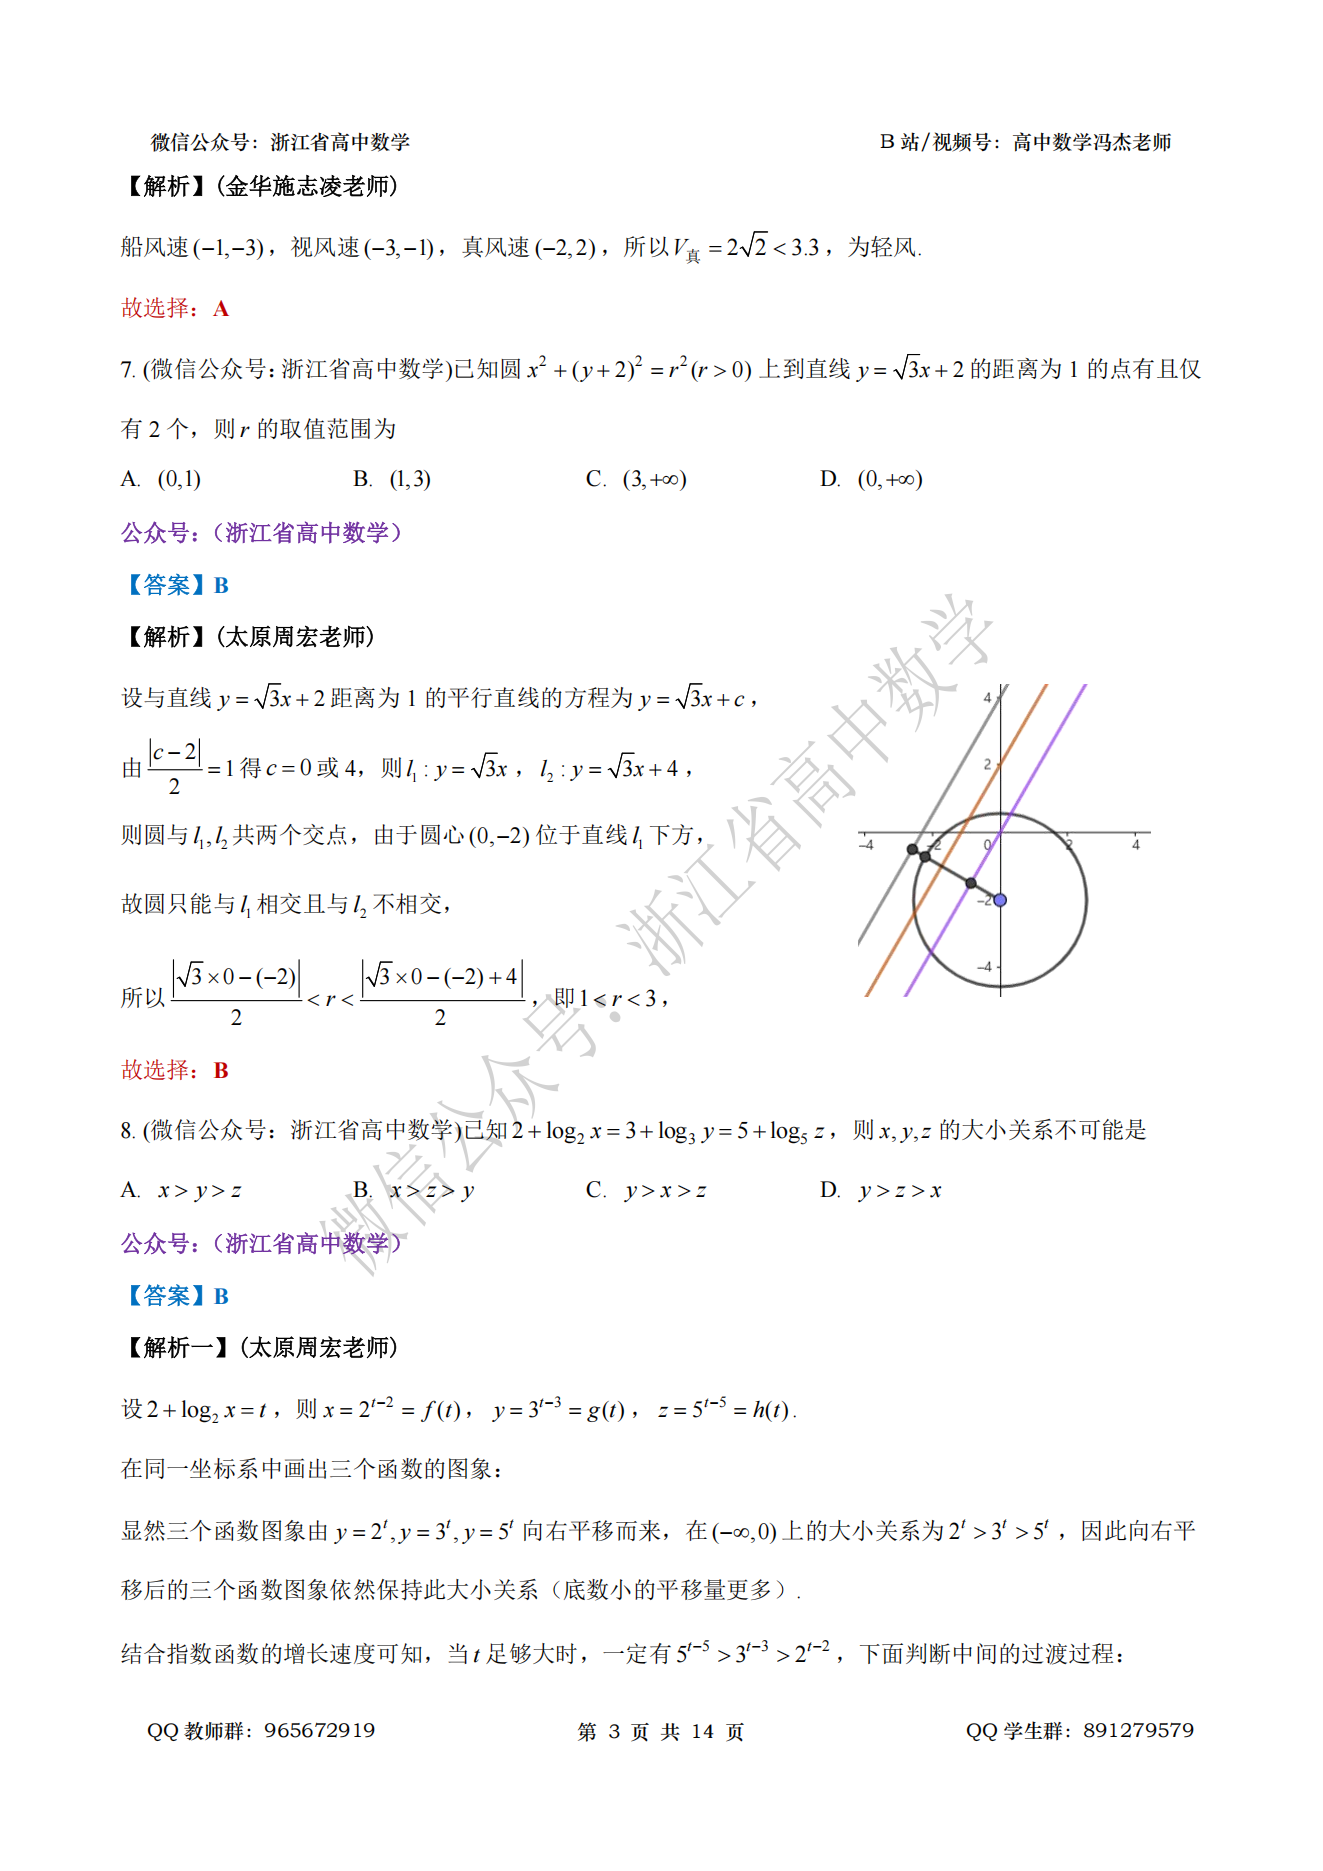 微信公众号：浙江省高中数学 B 站/视频号：高中数学冯杰老师
【解析】(金华施志凌老师)
船风速(−1,−3)，视风速(−3,−1)，真风速(−2,2)，所以V真 = 2√2 < 3.3，为轻风.
故选择：A
7. (微信公众号：浙江省高中数学)已知圆 x² + (y + 2)² = r² (r > 0) 上到直线 y = √3x + 2 的距离为 1 的点有且仅
有 2 个，则 r 的取值范围为
A. (0,1) B. (1,3) C. (3,+∞) D. (0,+∞)
公众号：（浙江省高中数学）
【答案】B
【解析】(太原周宏老师)
设与直线 y = √3x + 2 距离为 1 的平行直线的方程为 y = √3x + c，
由 |c − 2|/2 = 1 得 c = 0 或 4，则 l₁ : y = √3x，l₂ : y = √3x + 4，
则圆与 l₁, l₂ 共两个交点，由于圆心(0,−2) 位于直线 l₁ 下方，
故圆只能与 l₁ 相交且与 l₂ 不相交，
所以 |√3×0 − (−2)|/2 < r < |√3×0 − (−2) + 4|/2，即 1 < r < 3，
4
2
−4 −2 0 2 4
−2
−4
故选择：B
8. (微信公众号：浙江省高中数学)已知 2 + log₂ x = 3 + log₃ y = 5 + log₅ z，则 x, y, z 的大小关系不可能是
A. x > y > z B. x > z > y C. y > x > z D. y > z > x
公众号：（浙江省高中数学）
【答案】B
【解析一】(太原周宏老师)
设 2 + log₂ x = t，则 x = 2^{t−2} = f(t)，y = 3^{t−3} = g(t)，z = 5^{t−5} = h(t).
在同一坐标系中画出三个函数的图象：
显然三个函数图象由 y = 2^t, y = 3^t, y = 5^t 向右平移而来，在(−∞,0) 上的大小关系为 2^t > 3^t > 5^t，因此向右平
移后的三个函数图象依然保持此大小关系（底数小的平移量更多）.
结合指数函数的增长速度可知，当 t 足够大时，一定有 5^{t−5} > 3^{t−3} > 2^{t−2}，下面判断中间的过渡过程：
微信公众号：浙江省高中数学
QQ 教师群：965672919 第 3 页 共 14 页 QQ 学生群：891279579